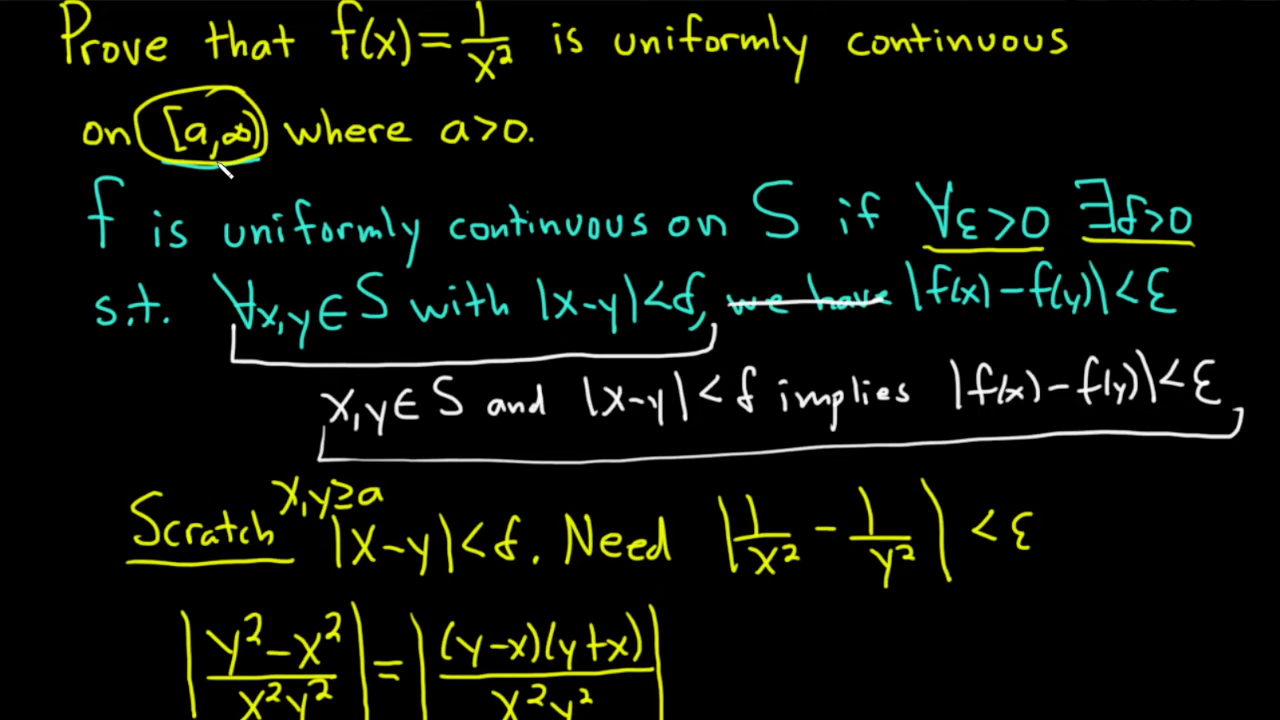 Prove that f(x) = 1/x² is uniformly continuous
on [a,∞) where a>0.
f is uniformly continuous on S if ∀ε>0 ∃δ>0
s.t. ∀x,y∈S with |x-y|<δ, we have |f(x)-f(y)|<ε
x,y∈S and |x-y|<δ implies |f(x)-f(y)|<ε
x,y≥a
Scratch |x-y|<δ. Need |1/x² - 1/y²| < ε
|(y²-x²)/(x²y²)| = |(y-x)(y+x)/(x²y²)|